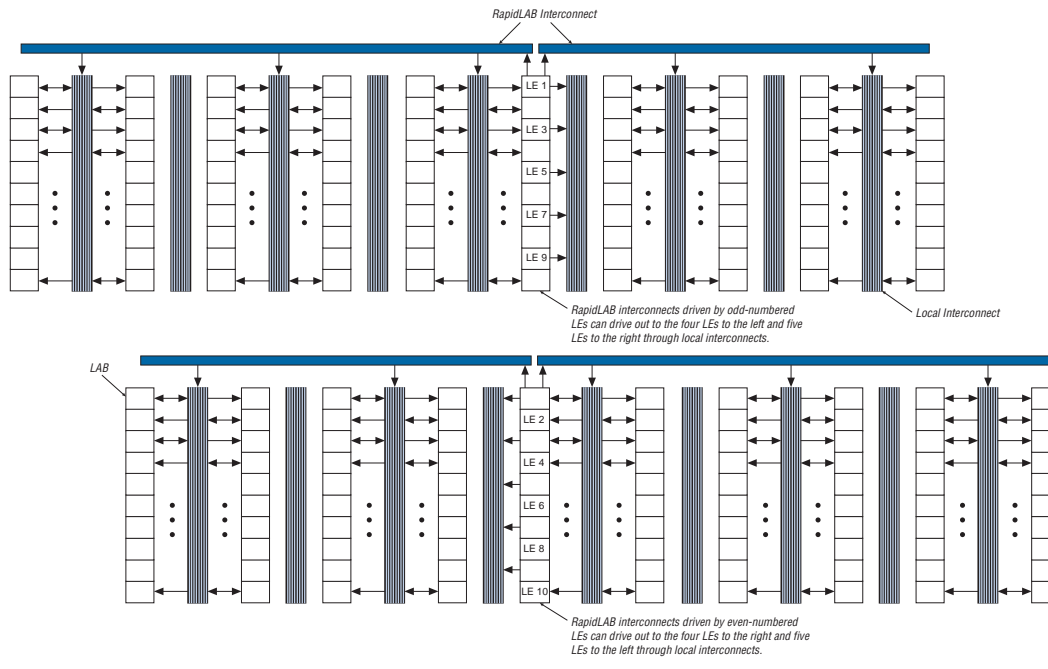 RapidLAB Interconnect
LE 1
LE 3
LE 5
LE 7
LE 9
RapidLAB interconnects driven by odd-numbered
LEs can drive out to the four LEs to the left and five
LEs to the right through local interconnects.
Local Interconnect
LAB
LE 2
LE 4
LE 6
LE 8
LE 10
RapidLAB interconnects driven by even-numbered
LEs can drive out to the four LEs to the right and five
LEs to the left through local interconnects.